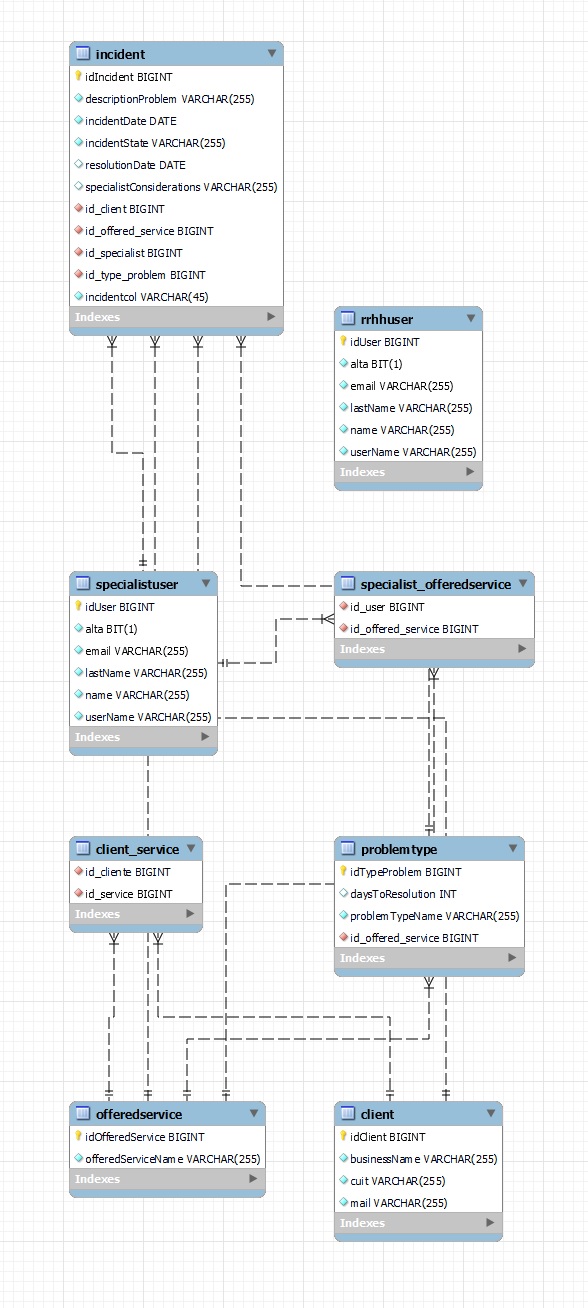 incident
idIncident BIGINT
descriptionProblem VARCHAR(255)
incidentDate DATE
incidentState VARCHAR(255)
resolutionDate DATE
specialistConsiderations VARCHAR(255)
id_client BIGINT
id_offered_service BIGINT
id_specialist BIGINT
id_type_problem BIGINT
incidentcol VARCHAR(45)
Indexes
rrhhuser
idUser BIGINT
alta BIT(1)
email VARCHAR(255)
lastName VARCHAR(255)
name VARCHAR(255)
userName VARCHAR(255)
Indexes
specialistuser
idUser BIGINT
alta BIT(1)
email VARCHAR(255)
lastName VARCHAR(255)
name VARCHAR(255)
userName VARCHAR(255)
Indexes
specialist_offeredservice
id_user BIGINT
id_offered_service BIGINT
Indexes
client_service
id_cliente BIGINT
id_service BIGINT
Indexes
problemtype
idTypeProblem BIGINT
daysToResolution INT
problemTypeName VARCHAR(255)
id_offered_service BIGINT
Indexes
offeredservice
idOfferedService BIGINT
offeredServiceName VARCHAR(255)
Indexes
client
idClient BIGINT
businessName VARCHAR(255)
cuit VARCHAR(255)
mail VARCHAR(255)
Indexes